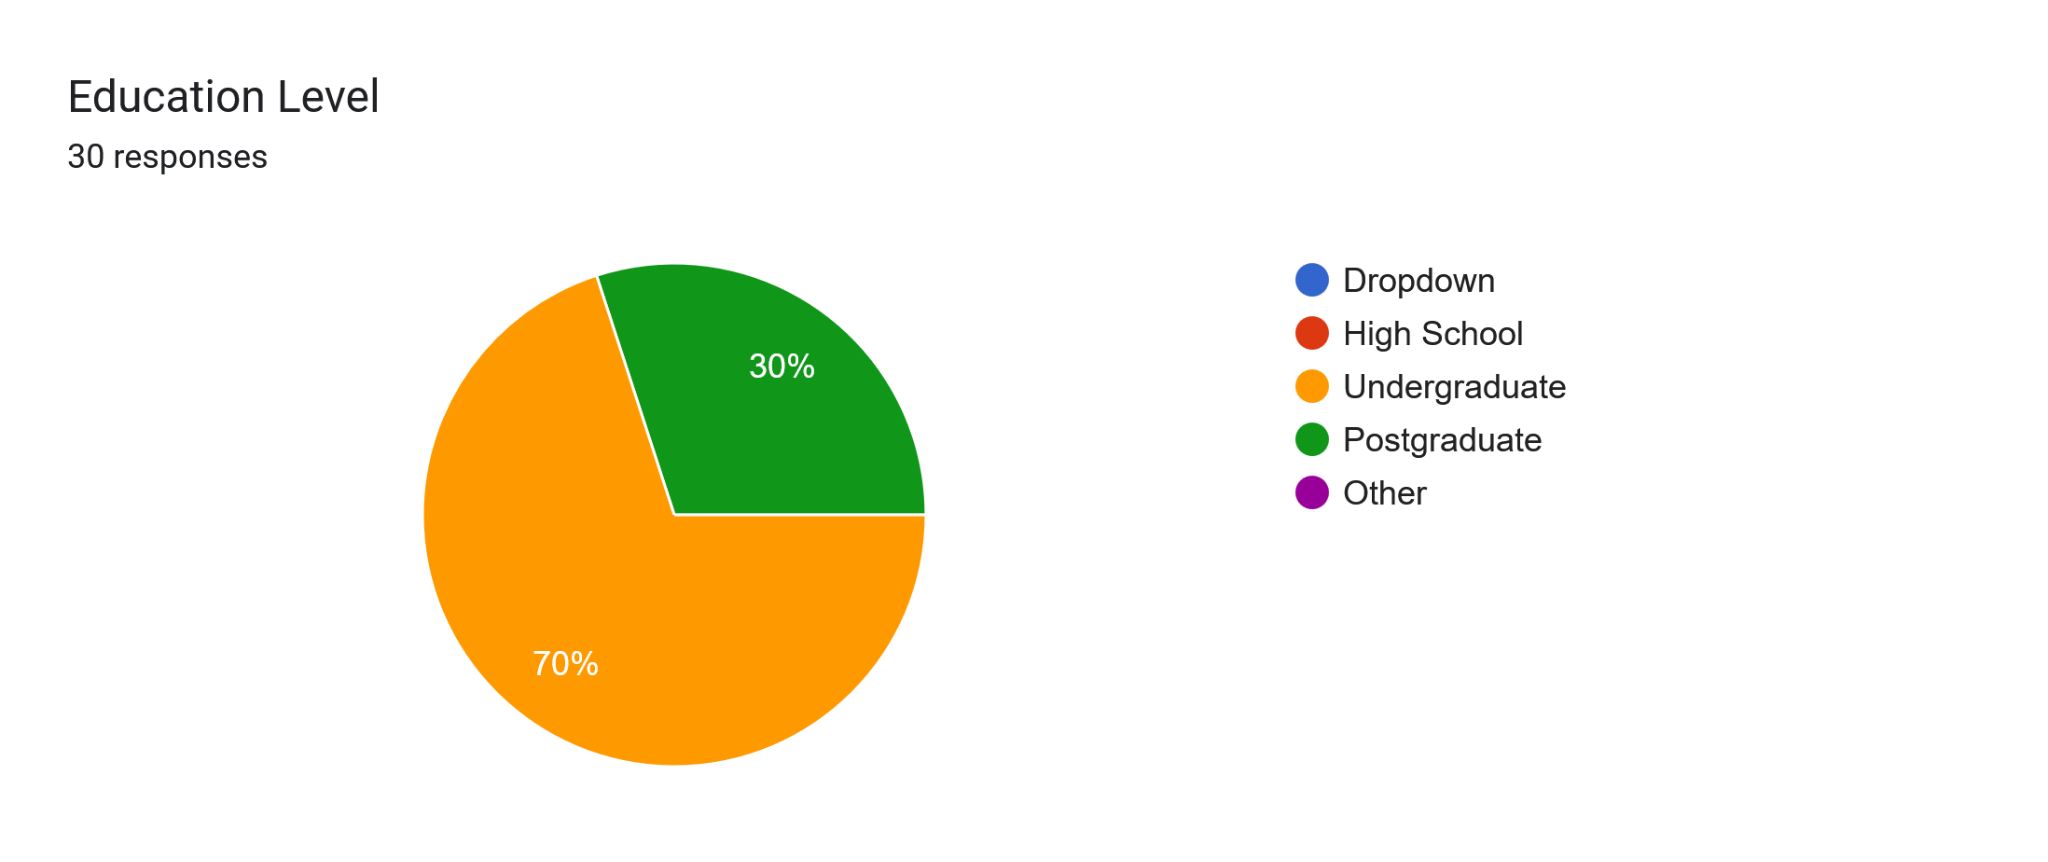 Education Level
30 responses
30%
70%
Dropdown
High School
Undergraduate
Postgraduate
Other